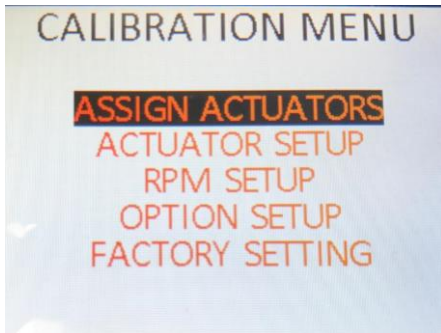 CALIBRATION MENU
ASSIGN ACTUATORS
ACTUATOR SETUP
RPM SETUP
OPTION SETUP
FACTORY SETTING